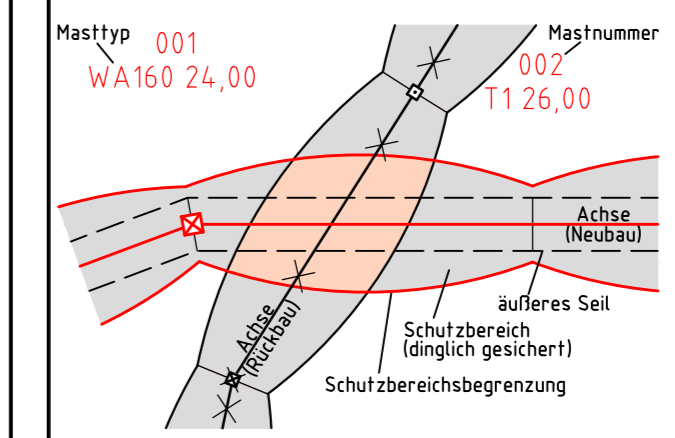 Masttyp
001
WA160 24,00
Mastnummer
002
T1 26,00
Achse
(Neubau)
äußeres Seil
Achse
(Rückbau)
Schutzbereich
(dinglich gesichert)
Schutzbereichsbegrenzung